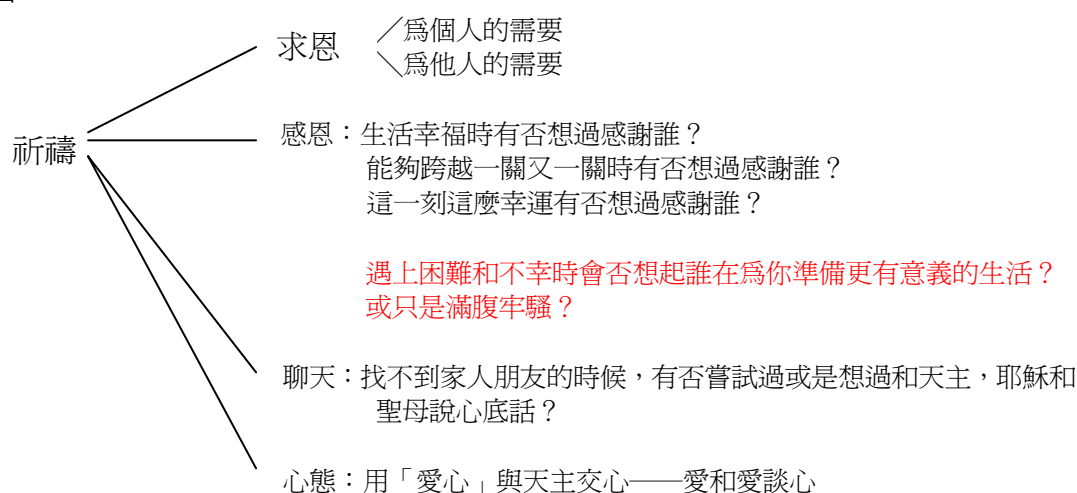 求恩
／為個人的需要
＼為他人的需要
祈禱
感恩：生活幸福時有否想過感謝誰？
能夠跨越一關又一關時有否想過感謝誰？
這一刻這麼幸運有否想過感謝誰？
遇上困難和不幸時會否想起誰在為你準備更有意義的生活？
或只是滿腹牢騷？
聊天：找不到家人朋友的時候，有否嘗試過或是想過和天主，耶穌和
聖母說心底話？
心態：用「愛心」與天主交心──愛和愛談心